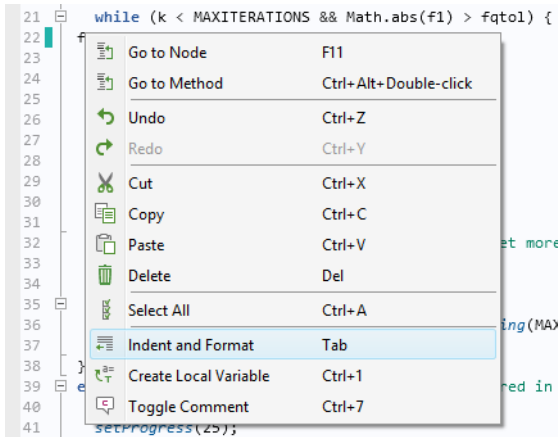 21 while (k < MAXITERATIONS && Math.abs(f1) > fqtol) {
22 f
23 Go to Node F11
24 Go to Method Ctrl+Alt+Double-click
25
26 Undo Ctrl+Z
27 Redo Ctrl+Y
28
29 Cut Ctrl+X
30 Copy Ctrl+C
31
32 Paste Ctrl+V et more
33 Delete Del
34
35 Select All Ctrl+A
36 ing(MAX
37 Indent and Format Tab
38 } Create Local Variable Ctrl+1
39 e red in
40 Toggle Comment Ctrl+7
41 setProgress(25);